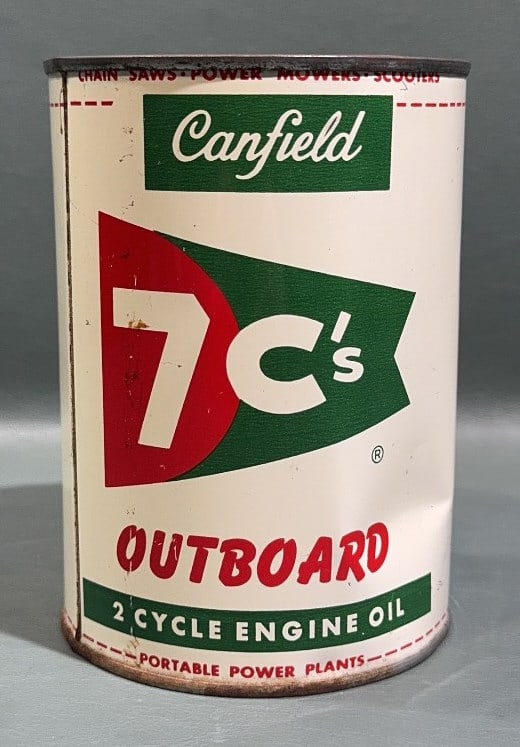 CHAIN SAWS · POWER MOWERS · SCOOTERS
Canfield
7C's
®
OUTBOARD
2 CYCLE ENGINE OIL
PORTABLE POWER PLANTS